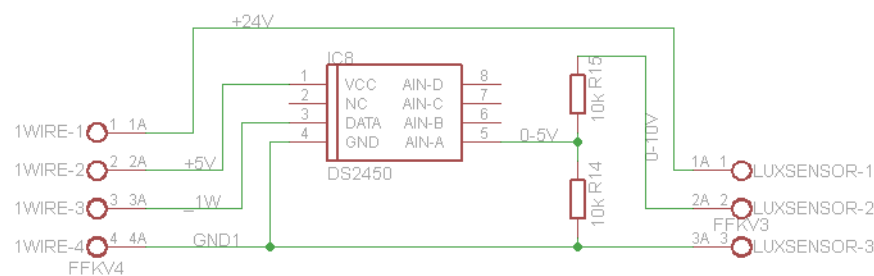 +24V
IC8
1 VCC AIN-D 8
2 NC AIN-C 7
3 DATA AIN-B 6
4 GND AIN-A 5
DS2450
0-5V
10k R15
10k R14
0-10V
1WIRE-1 1 1A
1WIRE-2 2 2A +5V
1WIRE-3 3 3A _1W
1WIRE-4 4 4A GND1
FFKV4
1A 1 LUXSENSOR-1
2A 2 LUXSENSOR-2
FFKV3
3A 3 LUXSENSOR-3